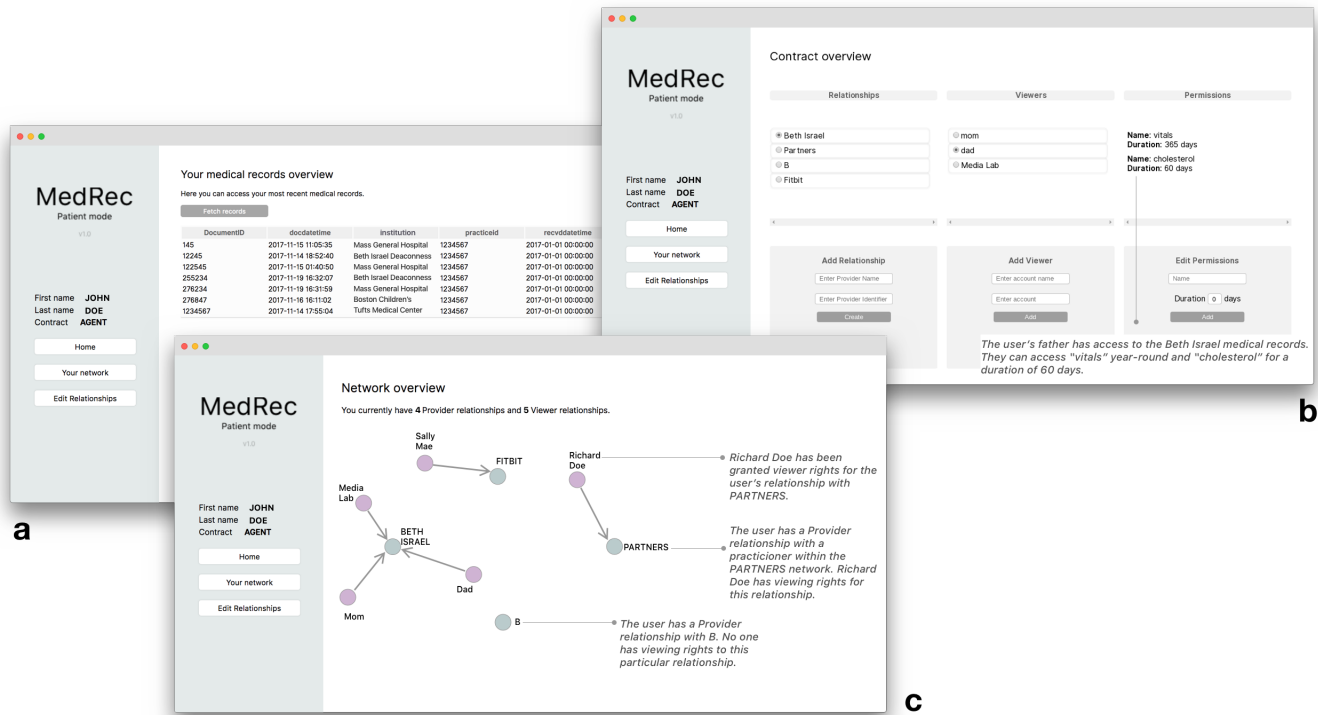 MedRec
Patient mode
v1.0
First name JOHN
Last name DOE
Contract AGENT
Home
Your network
Edit Relationships
Your medical records overview
Here you can access your most recent medical records.
Fetch records
DocumentID docdatetime institution practiceid recvddatetime
145 2017-11-15 11:05:35 Mass General Hospital 1234567 2017-01-01 00:00:00
12245 2017-11-14 18:52:40 Beth Israel Deaconness 1234567 2017-01-01 00:00:00
122545 2017-11-15 01:40:50 Mass General Hospital 1234567 2017-01-01 00:00:00
255234 2017-11-19 16:32:07 Beth Israel Deaconness 1234567 2017-01-01 00:00:00
276234 2017-11-19 16:31:59 Mass General Hospital 1234567 2017-01-01 00:00:00
276847 2017-11-16 16:11:02 Boston Children's 1234567 2017-01-01 00:00:00
1234567 2017-11-14 17:55:04 Tufts Medical Center 1234567 2017-01-01 00:00:00
a
MedRec
Patient mode
v1.0
First name JOHN
Last name DOE
Contract AGENT
Home
Your network
Edit Relationships
Contract overview
Relationships Viewers Permissions
Beth Israel
Partners
B
Fitbit
mom
dad
Media Lab
Name: vitals
Duration: 365 days
Name: cholesterol
Duration: 60 days
Add Relationship
Enter Provider Name
Enter Provider Identifier
Create
Add Viewer
Enter account name
Enter account
Add
Edit Permissions
Name
Duration 0 days
Add
The user's father has access to the Beth Israel medical records.
They can access "vitals" year-round and "cholesterol" for a
duration of 60 days.
b
MedRec
Patient mode
v1.0
First name JOHN
Last name DOE
Contract AGENT
Home
Your network
Edit Relationships
Network overview
You currently have 4 Provider relationships and 5 Viewer relationships.
Sally
Mae
FITBIT
Richard
Doe
Media
Lab
BETH
ISRAEL
PARTNERS
Dad
Mom
B
Richard Doe has been
granted viewer rights for the
user's relationship with
PARTNERS.
The user has a Provider
relationship with a
practicioner within the
PARTNERS network. Richard
Doe has viewing rights for
this relationship.
The user has a Provider
relationship with B. No one
has viewing rights to this
particular relationship.
c